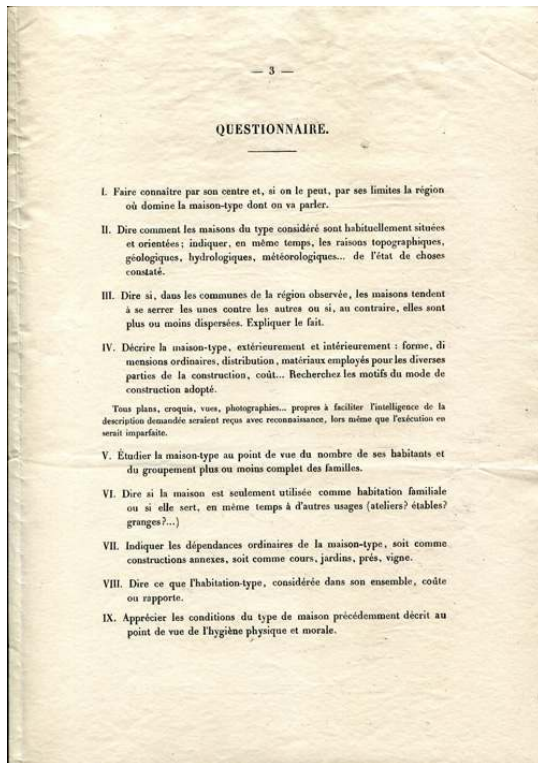 — 3 —
QUESTIONNAIRE.
I. Faire connaître par son centre et, si on le peut, par ses limites la région
où domine la maison-type dont on va parler.
II. Dire comment les maisons du type considéré sont habituellement situées
et orientées; indiquer, en même temps, les raisons topographiques,
géologiques, hydrologiques, météorologiques... de l'état de choses
constaté.
III. Dire si, dans les communes de la région observée, les maisons tendent
à se serrer les unes contre les autres ou si, au contraire, elles sont
plus ou moins dispersées. Expliquer le fait.
IV. Décrire la maison-type, extérieurement et intérieurement : forme, di
mensions ordinaires, distribution, matériaux employés pour les diverses
parties de la construction, coût... Recherchez les motifs du mode de
construction adopté.
Tous plans, croquis, vues, photographies... propres à faciliter l'intelligence de la
description demandée seraient reçus avec reconnaissance, lors même que l'exécution en
serait imparfaite.
V. Étudier la maison-type au point de vue du nombre de ses habitants et
du groupement plus ou moins complet des familles.
VI. Dire si la maison est seulement utilisée comme habitation familiale
ou si elle sert, en même temps à d'autres usages (ateliers? étables?
granges?...)
VII. Indiquer les dépendances ordinaires de la maison-type, soit comme
constructions annexes, soit comme cours, jardins, prés, vigne.
VIII. Dire ce que l'habitation-type, considérée dans son ensemble, coûte
ou rapporte.
IX. Apprécier les conditions du type de maison précédemment décrit au
point de vue de l'hygiène physique et morale.